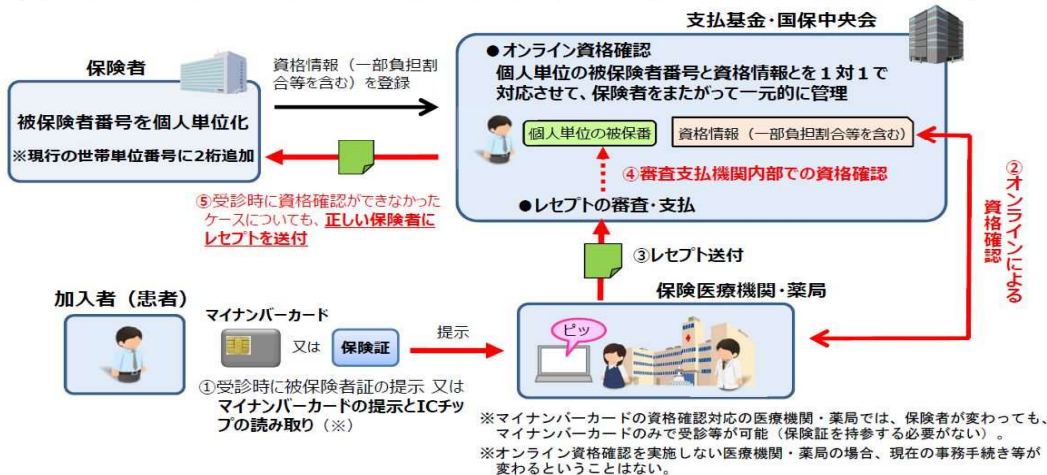 支払基金・国保中央会
●オンライン資格確認
個人単位の被保険者番号と資格情報とを１対１で
対応させて、保険者をまたがって一元的に管理
個人単位の被保番
資格情報（一部負担割合等を含む）
④審査支払機関内部での資格確認
●レセプトの審査・支払
保険者
被保険者番号を個人単位化
※現行の世帯単位番号に2桁追加
資格情報（一部負担割
合等を含む）を登録
⑤受診時に資格確認ができなかった
ケースについても、正しい保険者に
レセプトを送付
②オンラインによる
資格確認
③レセプト送付
保険医療機関・薬局
ピッ
加入者（患者）
マイナンバーカード
又は
保険証
提示
①受診時に被保険者証の提示 又は
マイナンバーカードの提示とICチッ
プの読み取り（※）
※マイナンバーカードの資格確認対応の医療機関・薬局では、保険者が変わっても、
マイナンバーカードのみで受診等が可能（保険証を持参する必要がない）。
※オンライン資格確認を実施しない医療機関・薬局の場合、現在の事務手続き等が
変わるということはない。